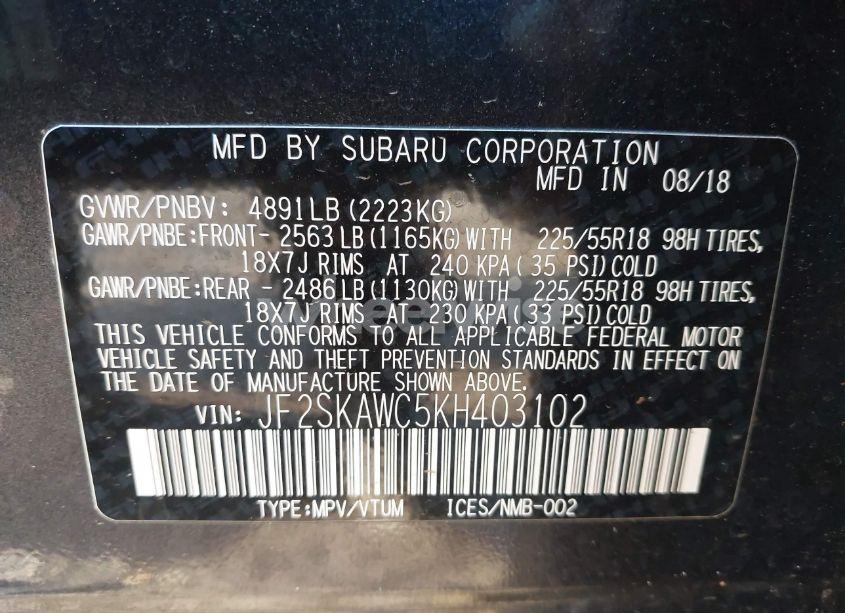 MFD BY SUBARU CORPORATION
MFD IN 08/18
GVWR/PNBV: 4891LB (2223KG)
GAWR/PNBE:FRONT- 2563LB(1165KG)WITH 225/55R18 98H TIRES,
18X7J RIMS AT 240 KPA( 35 PSI)COLD
GAWR/PNBE:REAR - 2486LB(1130KG)WITH 225/55R18 98H TIRES,
18X7J RIMS AT 230 KPA( 33 PSI)COLD
THIS VEHICLE CONFORMS TO ALL APPLICABLE FEDERAL MOTOR
VEHICLE SAFETY AND THEFT PREVENTION STANDARDS IN EFFECT ON
THE DATE OF MANUFACTURE SHOWN ABOVE.
VIN: JF2SKAWC5KH403102
TYPE:MPV/VTUM ICES/NMB-002